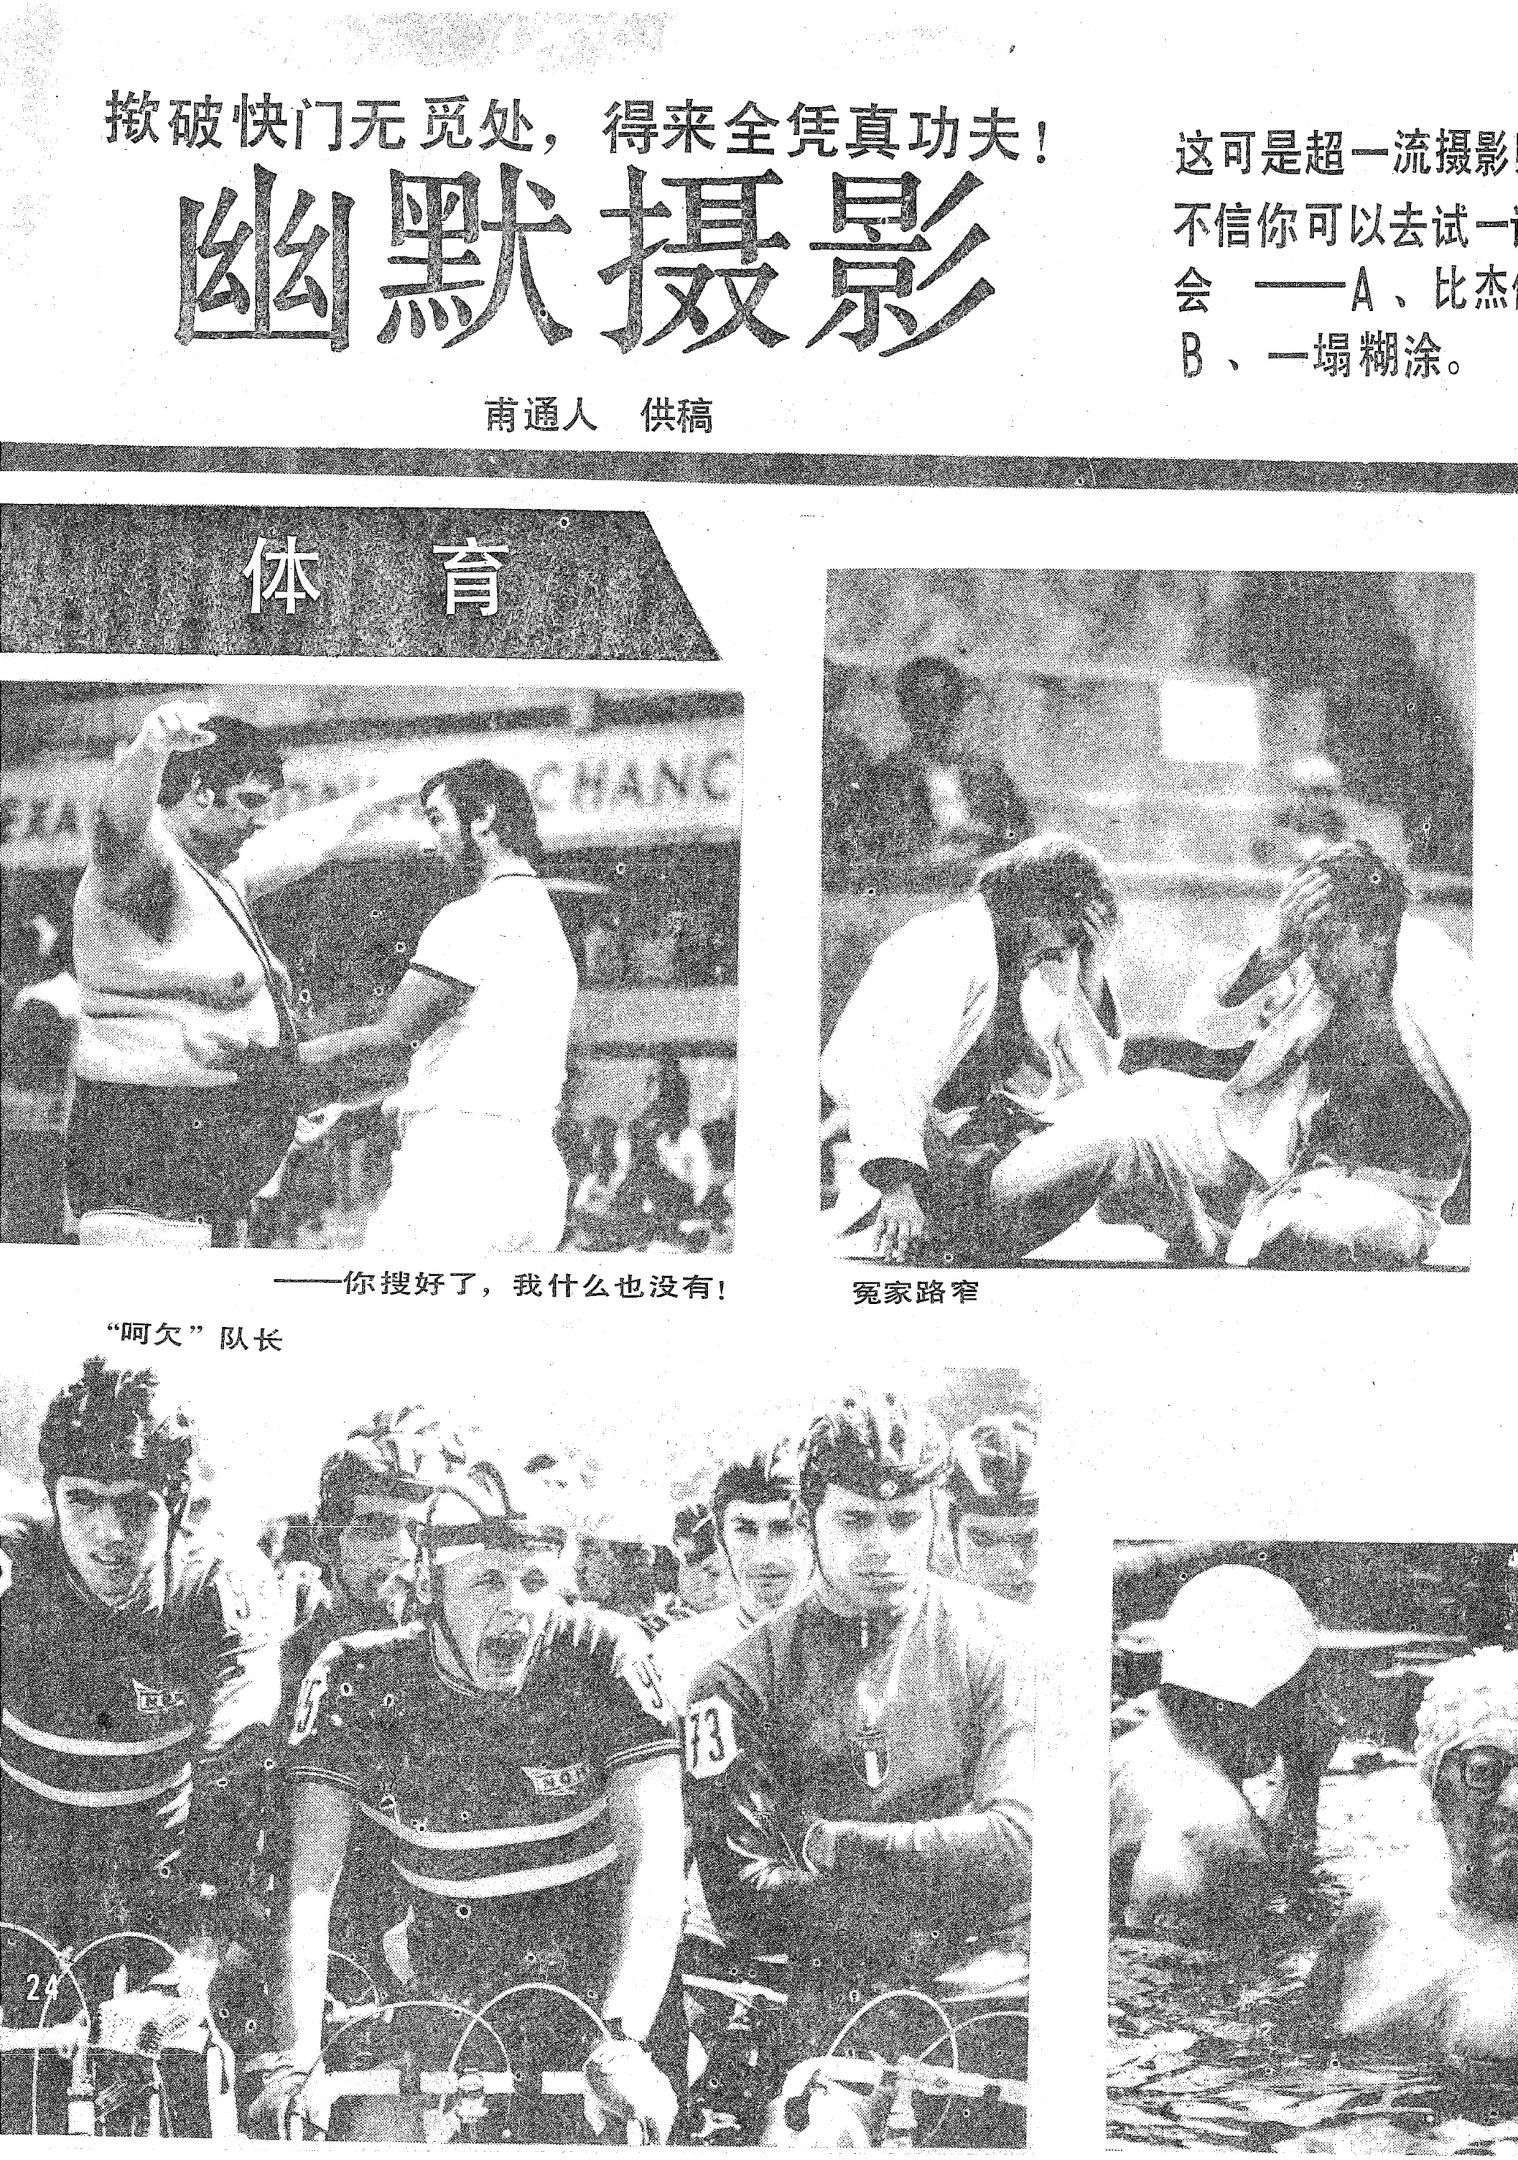 揿破快门无觅处，得来全凭真功夫！
幽默摄影
甫通人　供稿
这可是超一流摄影
不信你可以去试一
会　——A、比杰
B、一塌糊涂。
体　育
CHANG
——你搜好了，我什么也没有！
冤家路窄
“呵欠”队长
73
24